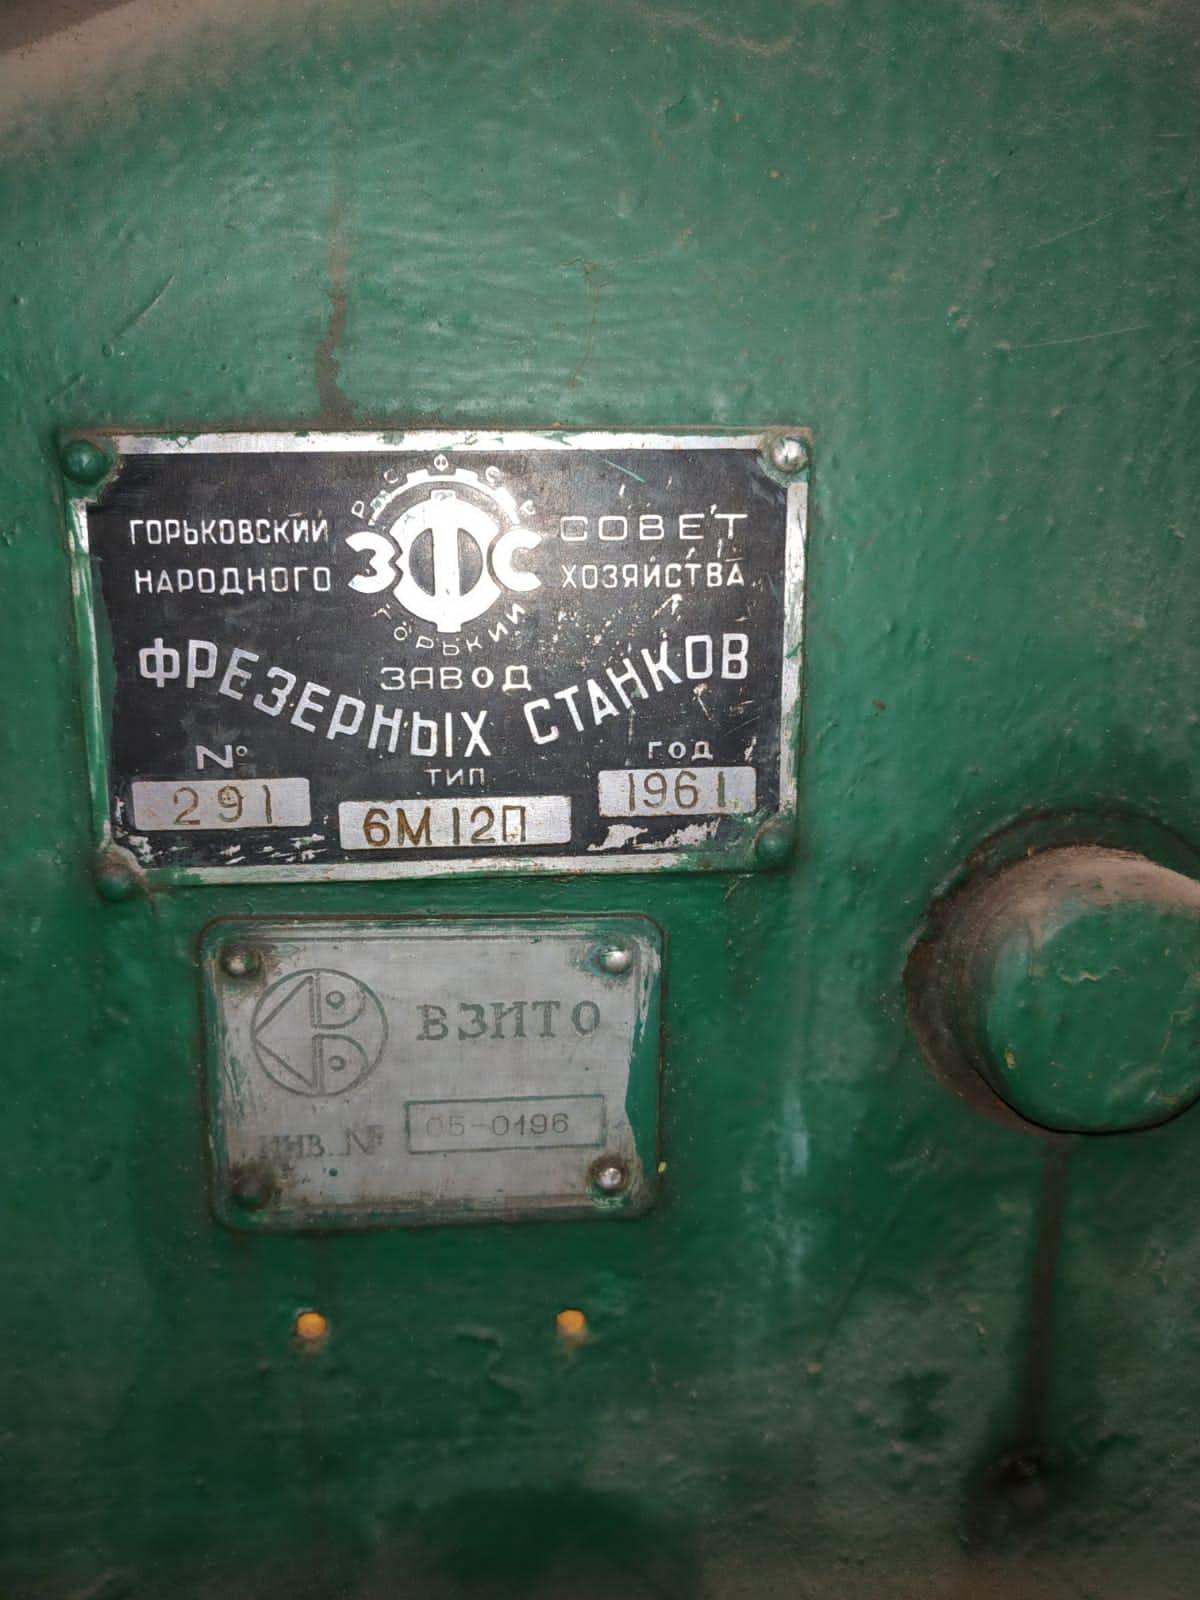 РСФСР
ГОРЬКОВСКИЙ СОВЕТ
НАРОДНОГО ХОЗЯЙСТВА
ЗФС
ГОРЬКИЙ
ЗАВОД
ФРЕЗЕРНЫХ СТАНКОВ
№ ТИП ГОД
291 6М12П 1961
ВЗИТО
ИНВ. № 05-0196